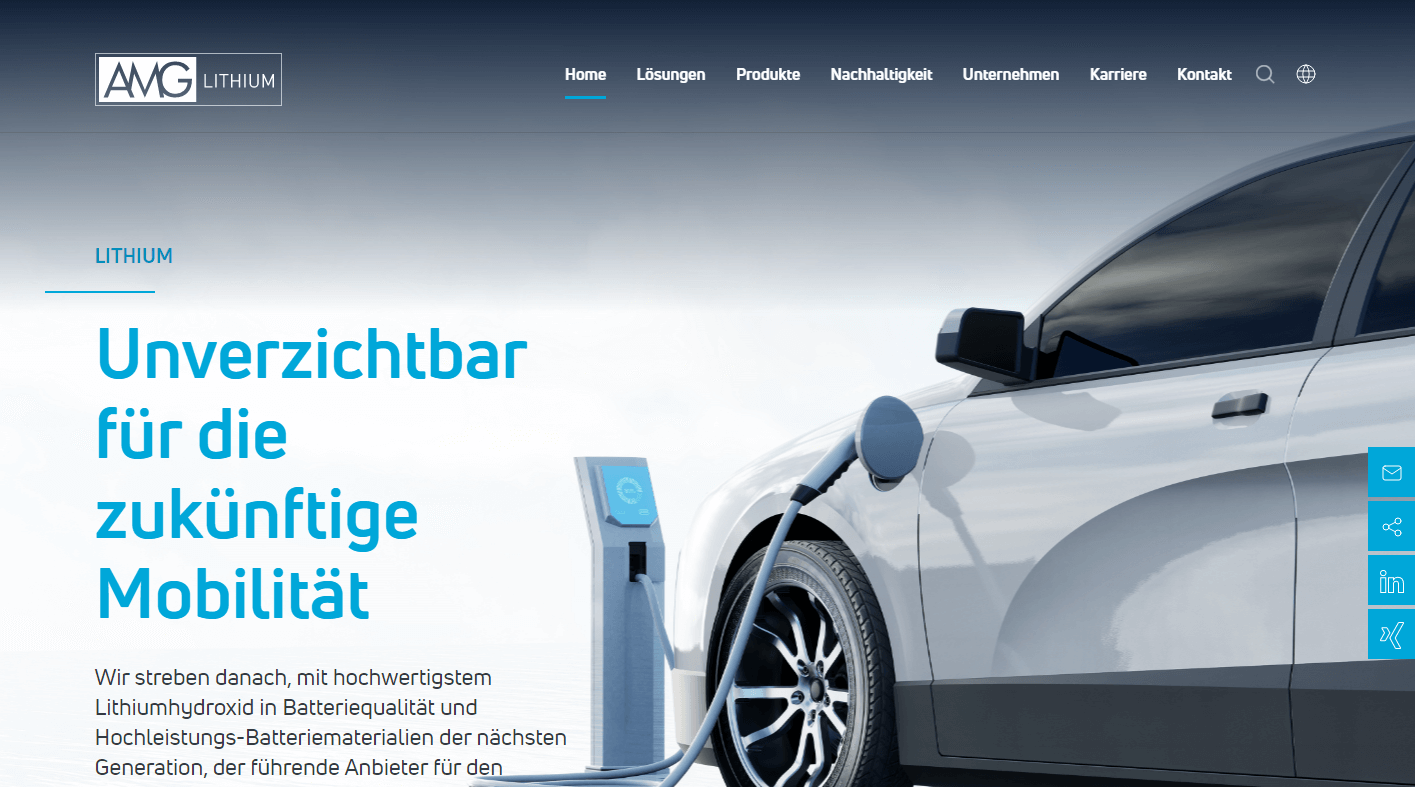 AMG LITHIUM
Home Lösungen Produkte Nachhaltigkeit Unternehmen Karriere Kontakt
LITHIUM
Unverzichtbar
für die
zukünftige
Mobilität
Wir streben danach, mit hochwertigstem
Lithiumhydroxid in Batteriequalität und
Hochleistungs-Batteriematerialien der nächsten
Generation, der führende Anbieter für den
in